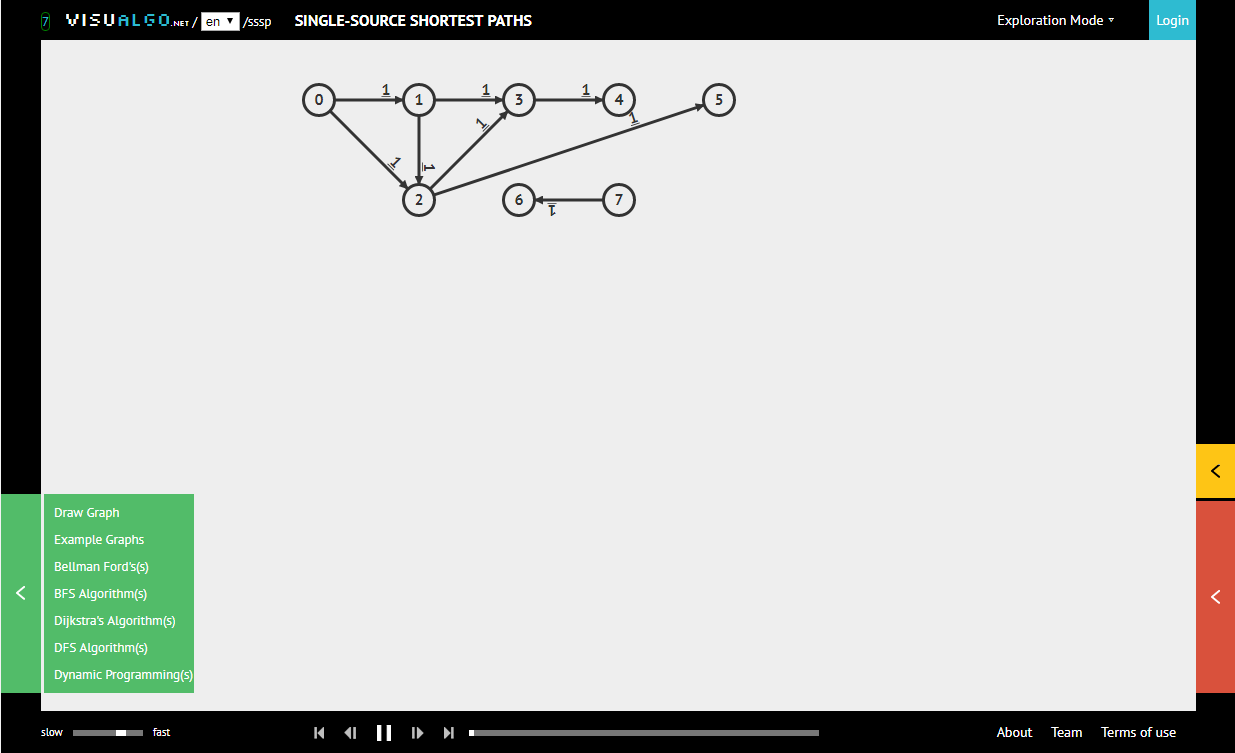 7 VISUALGO.NET / en ▼ /sssp SINGLE-SOURCE SHORTEST PATHS Exploration Mode ▿ Login
1 1 1
0 1 3 4 5
1 1 1 1
2 6 7
1
Draw Graph
Example Graphs
Bellman Ford's(s)
BFS Algorithm(s)
Dijkstra's Algorithm(s)
DFS Algorithm(s)
Dynamic Programming(s)
slow fast About Team Terms of use